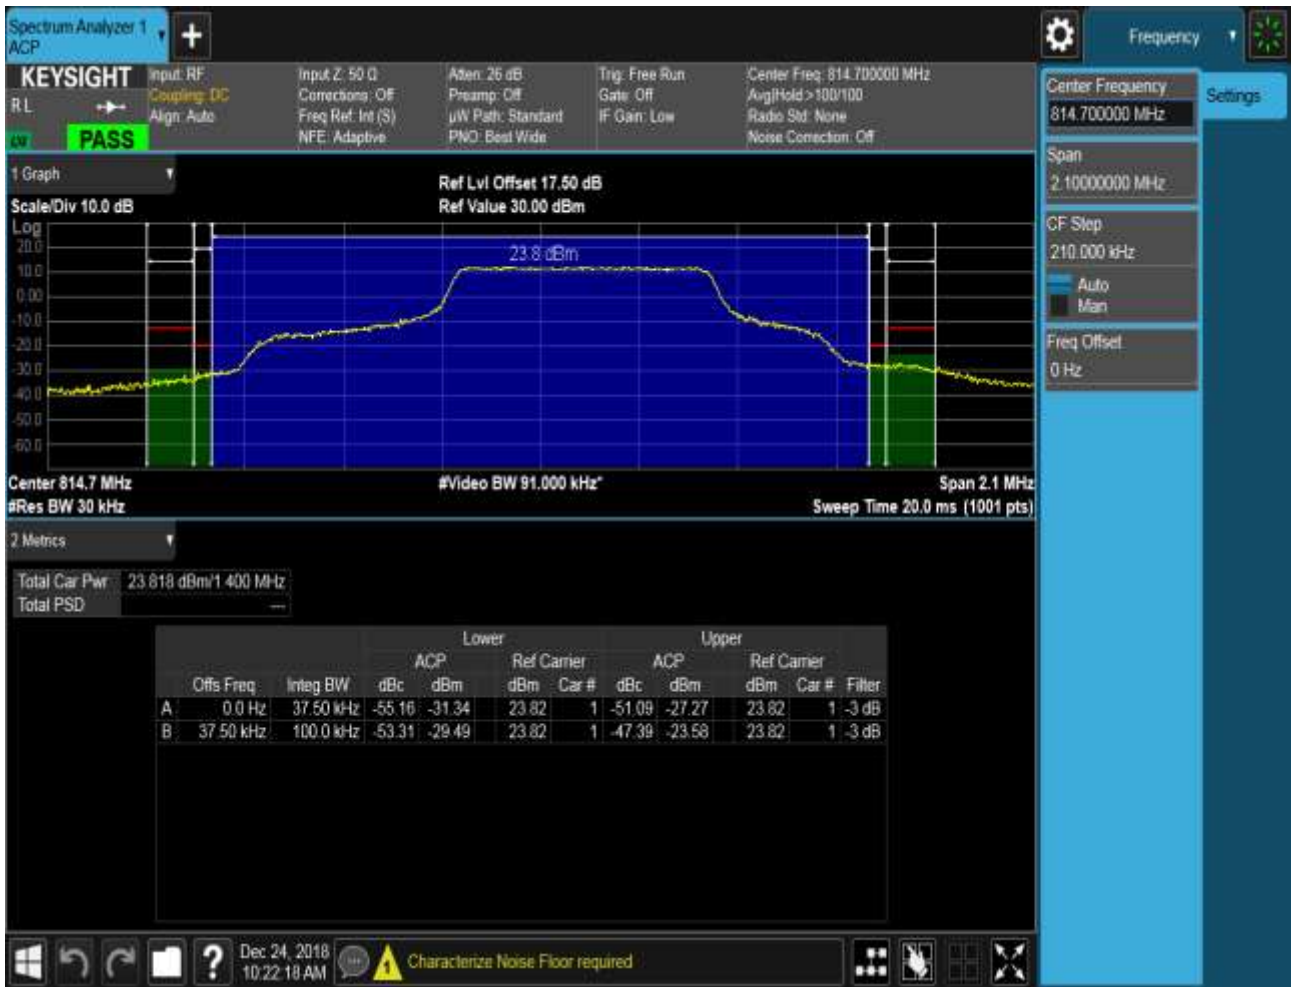 Spectrum Analyzer 1
ACP
Frequency
KEYSIGHT
Input: RF
Coupling: DC
Align: Auto
Input Z: 50 Ω
Corrections: Off
Freq Ref: Int (S)
NFE: Adaptive
Atten: 26 dB
Preamp: Off
µW Path: Standard
PNO: Best Wide
Trig: Free Run
Gate: Off
IF Gain: Low
Center Freq: 814.700000 MHz
Avg|Hold:>100/100
Radio Std: None
Noise Correction: Off
R L
PASS
Center Frequency
814.700000 MHz
Settings
Span
2.10000000 MHz
CF Step
210.000 kHz
Auto
Man
Freq Offset
0 Hz
1 Graph
Ref Lvl Offset 17.50 dB
Scale/Div 10.0 dB
Ref Value 30.00 dBm
Log
20.0
10.0
0.00
-10.0
-20.0
-30.0
-40.0
-50.0
-60.0
23.8 dBm
Center 814.7 MHz
#Video BW 91.000 kHz*
Span 2.1 MHz
#Res BW 30 kHz
Sweep Time 20.0 ms (1001 pts)
2 Metrics
Total Car Pwr 23.818 dBm/1.400 MHz
Total PSD ---
Lower Upper
ACP Ref Carrier ACP Ref Carrier
Offs Freq Integ BW dBc dBm dBm Car # dBc dBm dBm Car # Filter
A 0.0 Hz 37.50 kHz -55.16 -31.34 23.82 1 -51.09 -27.27 23.82 1 -3 dB
B 37.50 kHz 100.0 kHz -53.31 -29.49 23.82 1 -47.39 -23.58 23.82 1 -3 dB
Dec 24, 2018
10:22:18 AM
1
Characterize Noise Floor required